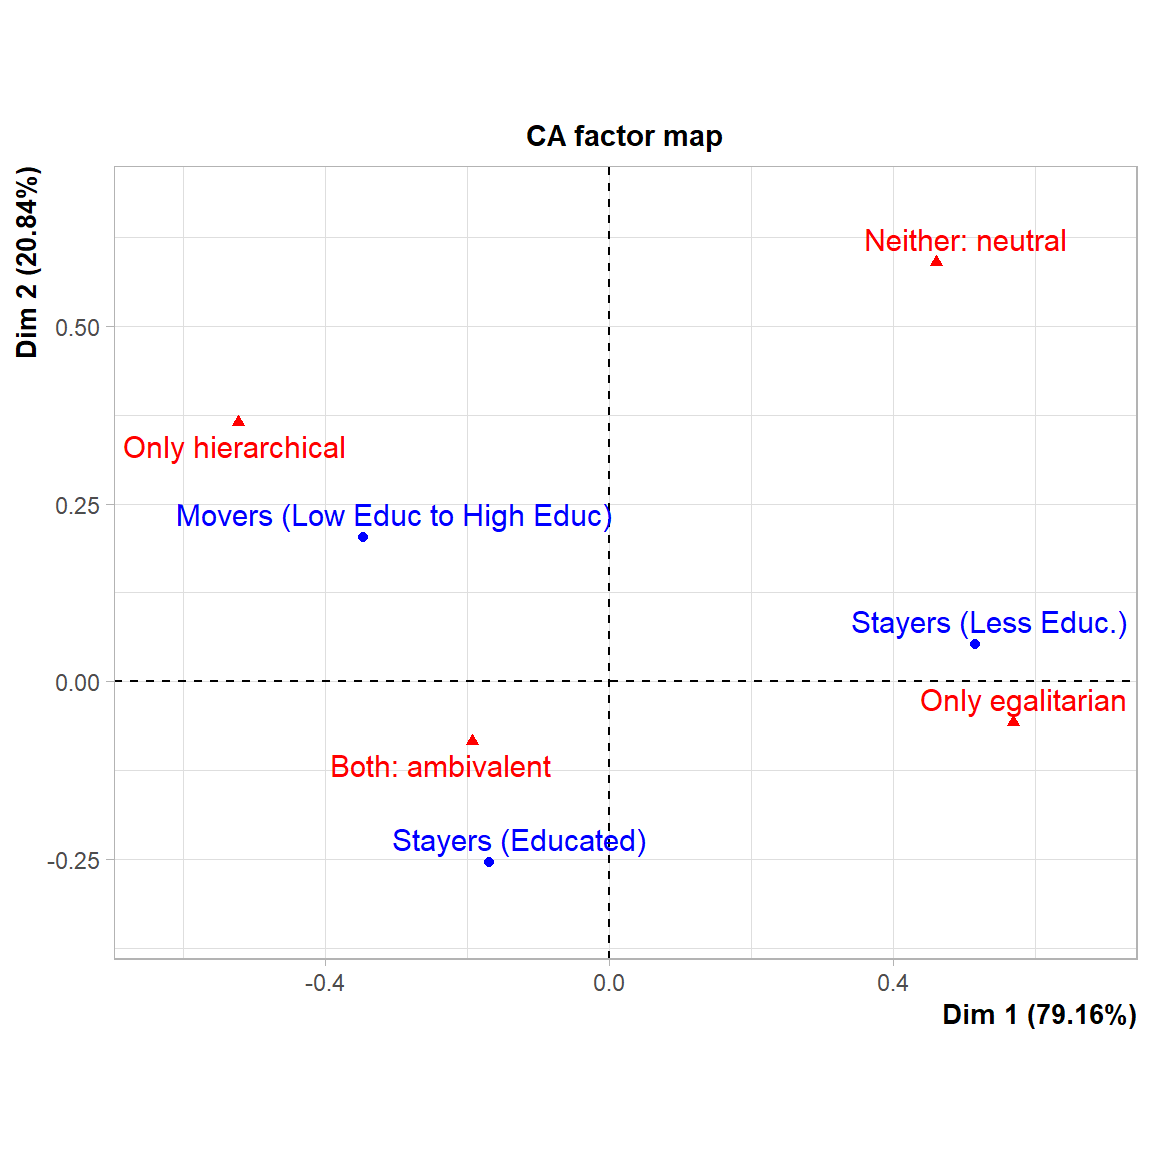 CA factor map
Dim 2 (20.84%)
Neither: neutral
0.50
Only hierarchical
0.25
Movers (Low Educ to High Educ)
Stayers (Less Educ.)
0.00
Only egalitarian
Both: ambivalent
Stayers (Educated)
-0.25
-0.4 0.0 0.4
Dim 1 (79.16%)